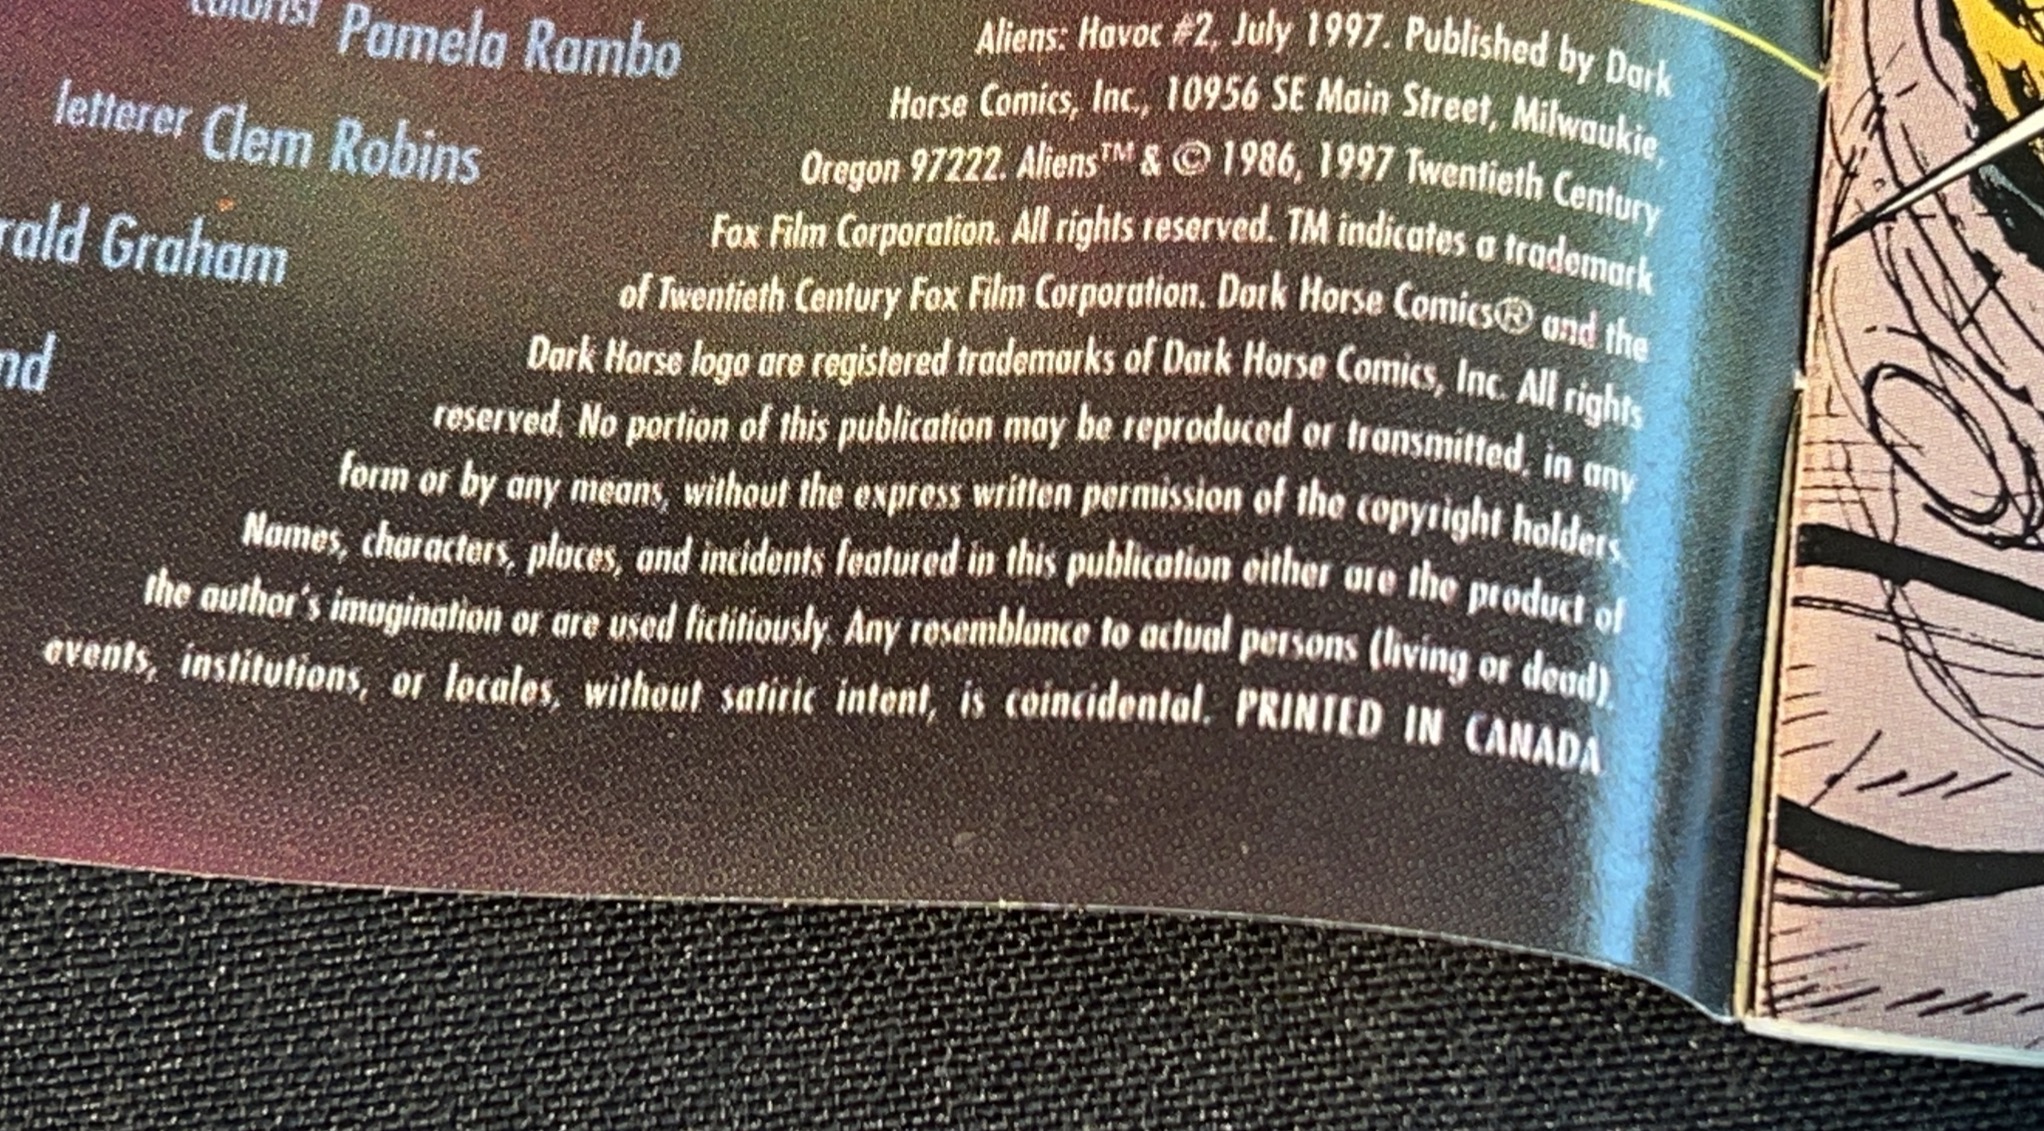 Pamela Rambo
letterer Clem Robins
Graham
Aliens: Havoc #2, July 1997. Published by Dark
Horse Comics, Inc., 10956 SE Main Street, Milwaukie,
Oregon 97222. Aliens™ & © 1986, 1997 Twentieth Century
Fox Film Corporation. All rights reserved. TM indicates a trademark
of Twentieth Century Fox Film Corporation. Dark Horse Comics® and the
Dark Horse logo are registered trademarks of Dark Horse Comics, Inc. All rights
reserved. No portion of this publication may be reproduced or transmitted, in any
form or by any means, without the express written permission of the copyright holders.
Names, characters, places, and incidents featured in this publication either are the product of
the author's imagination or are used fictitiously. Any resemblance to actual persons (living or dead),
events, institutions, or locales, without satiric intent, is coincidental. PRINTED IN CANADA